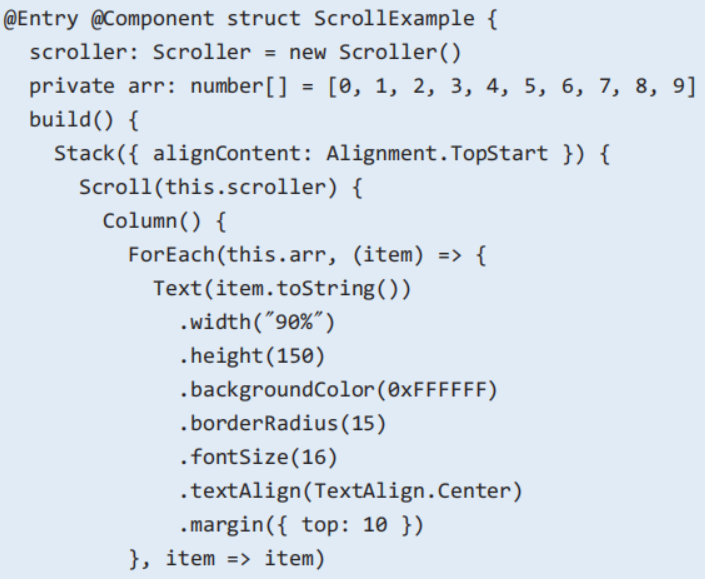 @Entry @Component struct ScrollExample {
  scroller: Scroller = new Scroller()
  private arr: number[] = [0, 1, 2, 3, 4, 5, 6, 7, 8, 9]
  build() {
    Stack({ alignContent: Alignment.TopStart }) {
      Scroll(this.scroller) {
        Column() {
          ForEach(this.arr, (item) => {
            Text(item.toString())
              .width(″90%″)
              .height(150)
              .backgroundColor(0xFFFFFF)
              .borderRadius(15)
              .fontSize(16)
              .textAlign(TextAlign.Center)
              .margin({ top: 10 })
          }, item => item)